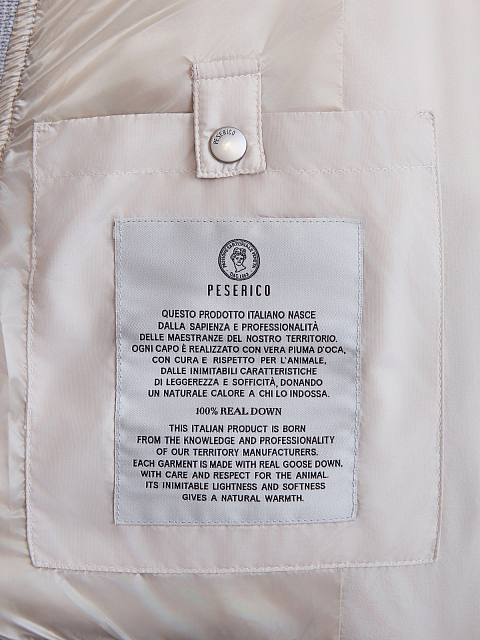 PESERICO
PESERICO
QUESTO PRODOTTO ITALIANO NASCE
DALLA SAPIENZA E PROFESSIONALITÀ
DELLE MAESTRANZE DEL NOSTRO TERRITORIO.
OGNI CAPO È REALIZZATO CON VERA PIUMA D'OCA,
CON CURA E RISPETTO PER L'ANIMALE,
DALLE INIMITABILI CARATTERISTICHE
DI LEGGEREZZA E SOFFICITÀ, DONANDO
UN NATURALE CALORE A CHI LO INDOSSA.
100% REAL DOWN
THIS ITALIAN PRODUCT IS BORN
FROM THE KNOWLEDGE AND PROFESSIONALITY
OF OUR TERRITORY MANUFACTURERS.
EACH GARMENT IS MADE WITH REAL GOOSE DOWN,
WITH CARE AND RESPECT FOR THE ANIMAL.
ITS INIMITABLE LIGHTNESS AND SOFTNESS
GIVES A NATURAL WARMTH.